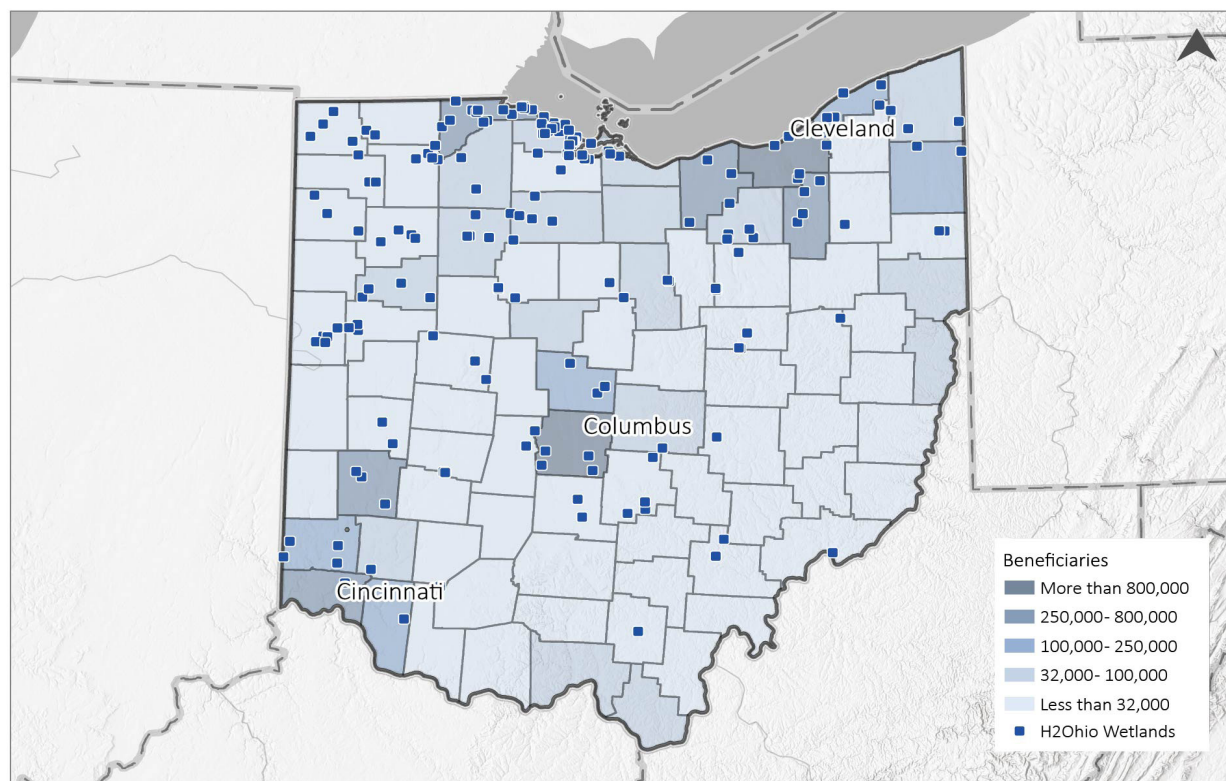 Cleveland
Columbus
Cincinnati
Beneficiaries
More than 800,000
250,000- 800,000
100,000- 250,000
32,000- 100,000
Less than 32,000
H2Ohio Wetlands